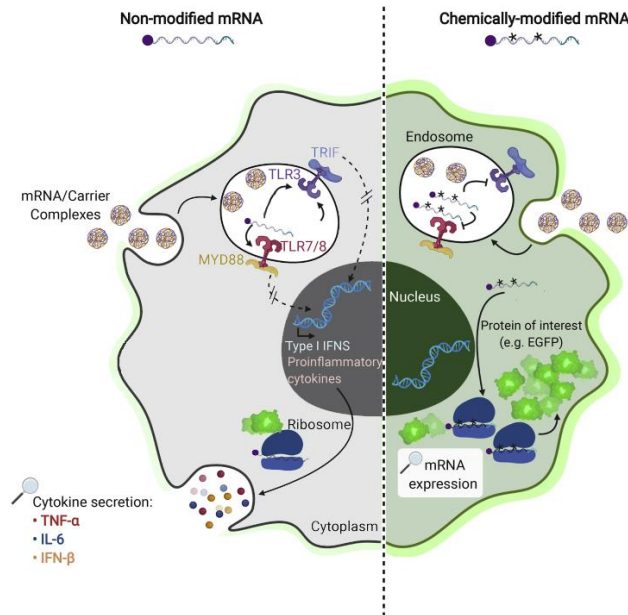 Non-modified mRNA
Chemically-modified mRNA
TRIF
TLR3
mRNA/Carrier
Complexes
TLR7/8
MYD88
Type I IFNS
Proinflammatory
cytokines
Ribosome
Cytokine secretion:
• TNF-α
• IL-6
• IFN-β
Cytoplasm
Endosome
Nucleus
Protein of interest
(e.g. EGFP)
mRNA
expression